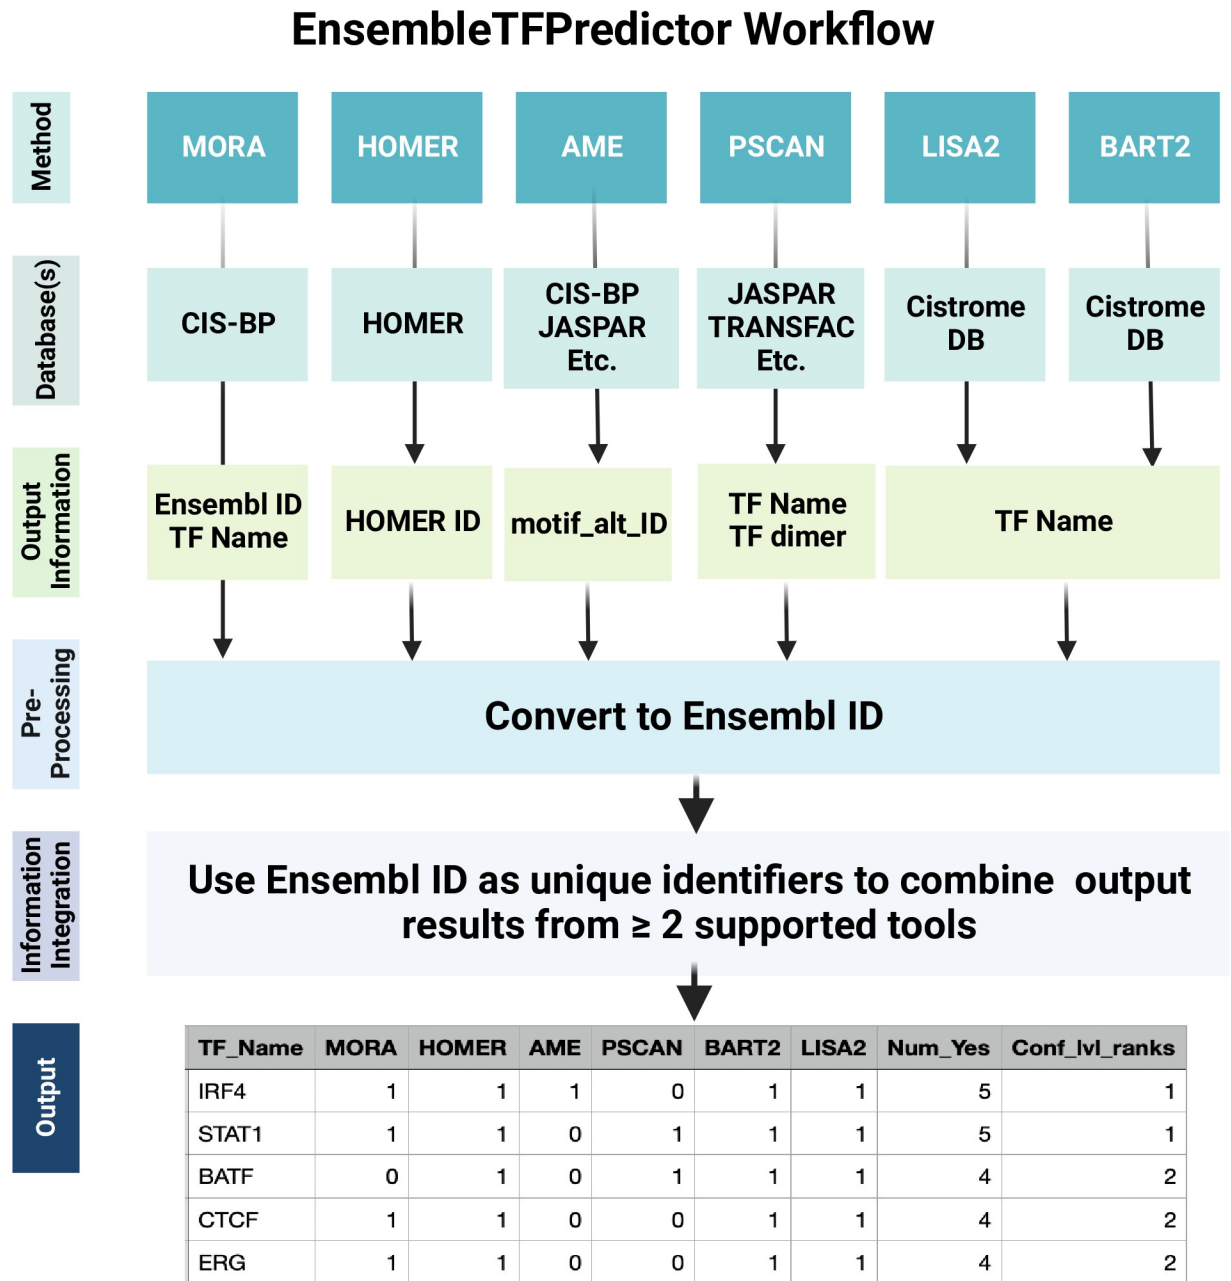 EnsembleTFPredictor Workflow
Method
MORA
HOMER
AME
PSCAN
LISA2
BART2
Database(s)
CIS-BP
HOMER
CIS-BP
JASPAR
Etc.
JASPAR
TRANSFAC
Etc.
Cistrome
DB
Cistrome
DB
Output
Information
Ensembl ID
TF Name
HOMER ID
motif_alt_ID
TF Name
TF dimer
TF Name
Pre-
Processing
Convert to Ensembl ID
Information
Integration
Use Ensembl ID as unique identifiers to combine output
results from ≥ 2 supported tools
Output
TF_Name MORA HOMER AME PSCAN BART2 LISA2 Num_Yes Conf_lvl_ranks
IRF4 1 1 1 0 1 1 5 1
STAT1 1 1 0 1 1 1 5 1
BATF 0 1 0 1 1 1 4 2
CTCF 1 1 0 0 1 1 4 2
ERG 1 1 0 0 1 1 4 2